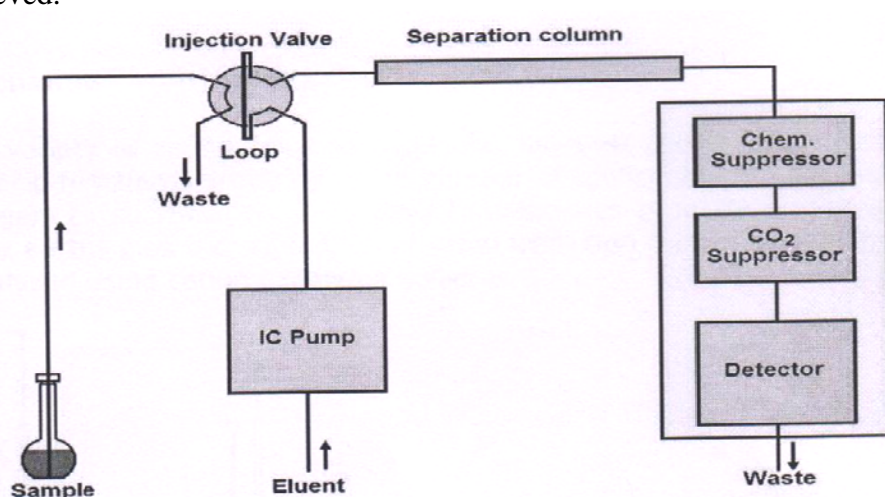 Injection Valve
Separation column
Loop
Waste
Chem.
Suppressor
CO₂
Suppressor
IC Pump
Detector
Sample
Eluent
Waste